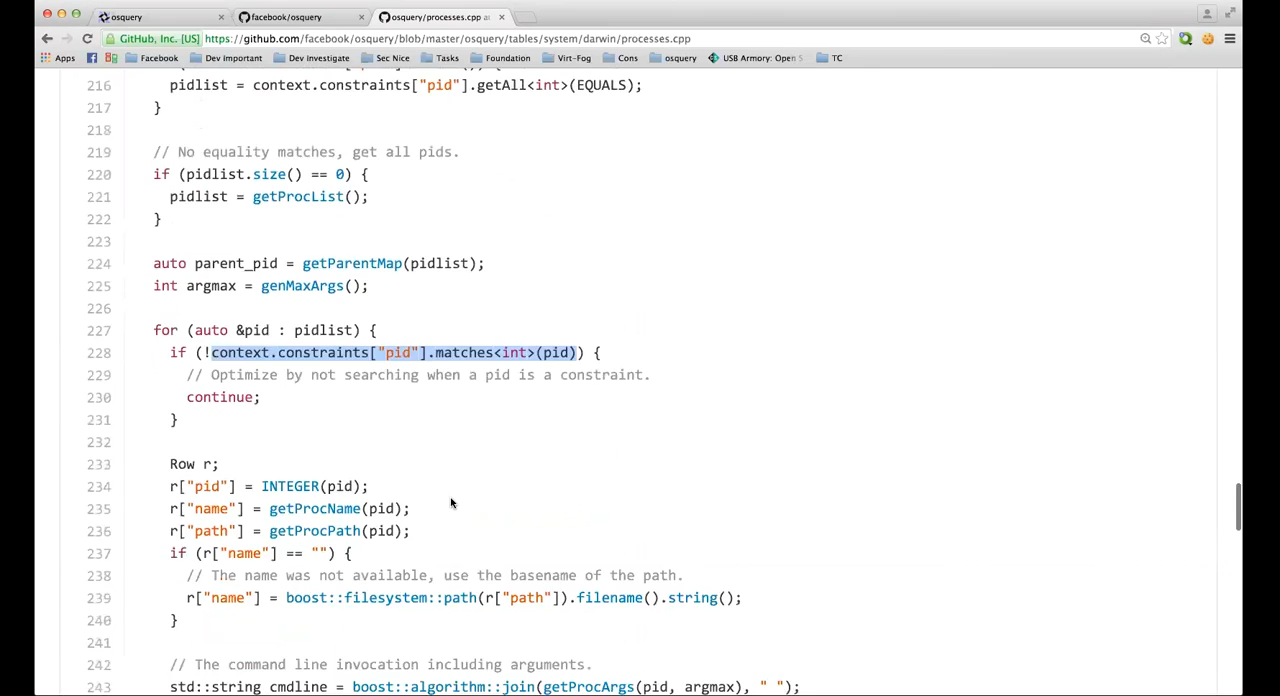 osquery
facebook/osquery
osquery/processes.cpp at
GitHub, Inc. [US] https://github.com/facebook/osquery/blob/master/osquery/tables/system/darwin/processes.cpp
Apps Facebook Dev Important Dev Investigate Sec Nice Tasks Foundation Virt-Fog Cons osquery USB Armory: Open S TC
216 pidlist = context.constraints["pid"].getAll<int>(EQUALS);
217 }
218
219 // No equality matches, get all pids.
220 if (pidlist.size() == 0) {
221 pidlist = getProcList();
222 }
223
224 auto parent_pid = getParentMap(pidlist);
225 int argmax = genMaxArgs();
226
227 for (auto &pid : pidlist) {
228 if (!context.constraints["pid"].matches<int>(pid)) {
229 // Optimize by not searching when a pid is a constraint.
230 continue;
231 }
232
233 Row r;
234 r["pid"] = INTEGER(pid);
235 r["name"] = getProcName(pid);
236 r["path"] = getProcPath(pid);
237 if (r["name"] == "") {
238 // The name was not available, use the basename of the path.
239 r["name"] = boost::filesystem::path(r["path"]).filename().string();
240 }
241
242 // The command line invocation including arguments.
243 std::string cmdline = boost::algorithm::join(getProcArgs(pid, argmax), " ");